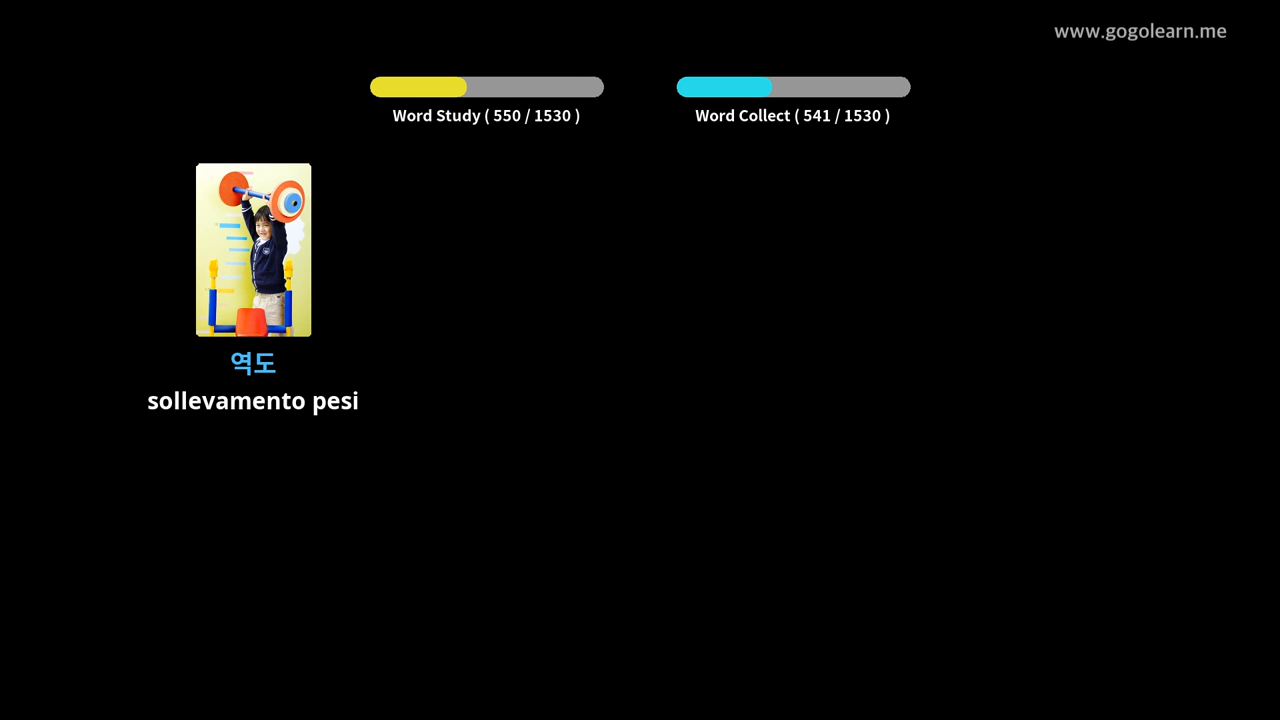 www.gogolearn.me
Word Study ( 550 / 1530 )
Word Collect ( 541 / 1530 )
역도
sollevamento pesi